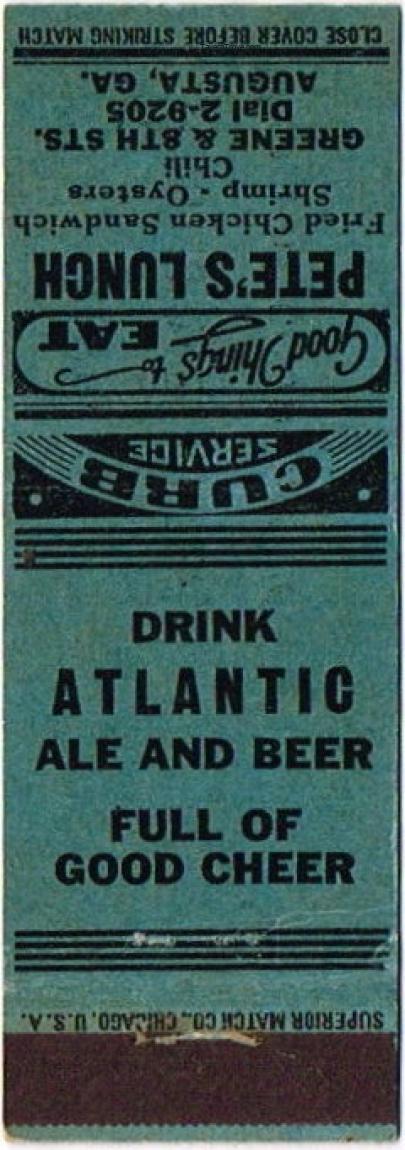 CLOSE COVER BEFORE STRIKING MATCH
AUGUSTA, GA.
Dial 2-9205
GREENE & 8TH STS.
Chili
Shrimp - Oysters
Fried Chicken Sandwich
PETE'S LUNCH
Good Things to EAT
CURB
SERVICE
DRINK
ATLANTIC
ALE AND BEER
FULL OF
GOOD CHEER
SUPERIOR MATCH CO., CHICAGO, U.S.A.